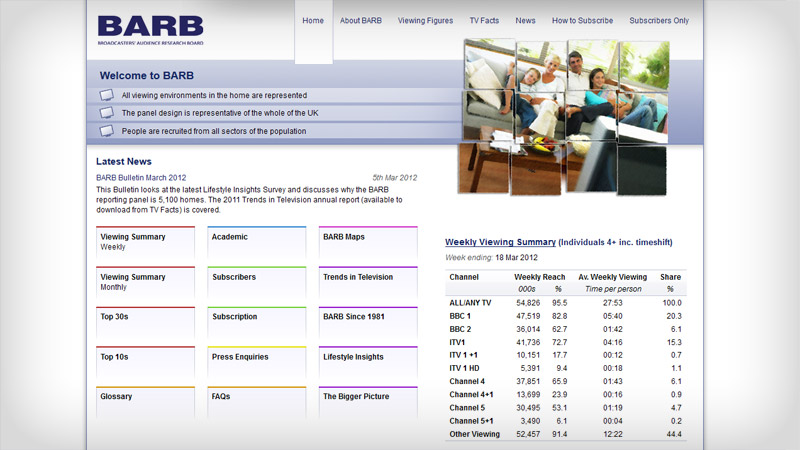 BARB
BROADCASTERS' AUDIENCE RESEARCH BOARD
Home About BARB Viewing Figures TV Facts News How to Subscribe Subscribers Only
Welcome to BARB
All viewing environments in the home are represented
The panel design is representative of the whole of the UK
People are recruited from all sectors of the population
Latest News
BARB Bulletin March 2012 5th Mar 2012
This Bulletin looks at the latest Lifestyle Insights Survey and discusses why the BARB
reporting panel is 5,100 homes. The 2011 Trends in Television annual report (available to
download from TV Facts) is covered.
Viewing Summary Academic BARB Maps
Weekly
Viewing Summary Subscribers Trends in Television
Monthly
Top 30s Subscription BARB Since 1981
Top 10s Press Enquiries Lifestyle Insights
Glossary FAQs The Bigger Picture
Weekly Viewing Summary (Individuals 4+ inc. timeshift)
Week ending: 18 Mar 2012
Channel Weekly Reach Av. Weekly Viewing Share
000s % Time per person %
ALL/ANY TV 54,826 95.5 27:53 100.0
BBC 1 47,519 82.8 05:40 20.3
BBC 2 36,014 62.7 01:42 6.1
ITV1 41,736 72.7 04:16 15.3
ITV 1 +1 10,151 17.7 00:12 0.7
ITV 1 HD 5,391 9.4 00:18 1.1
Channel 4 37,851 65.9 01:43 6.1
Channel 4+1 13,699 23.9 00:16 0.9
Channel 5 30,495 53.1 01:19 4.7
Channel 5+1 3,490 6.1 00:04 0.2
Other Viewing 52,457 91.4 12:22 44.4